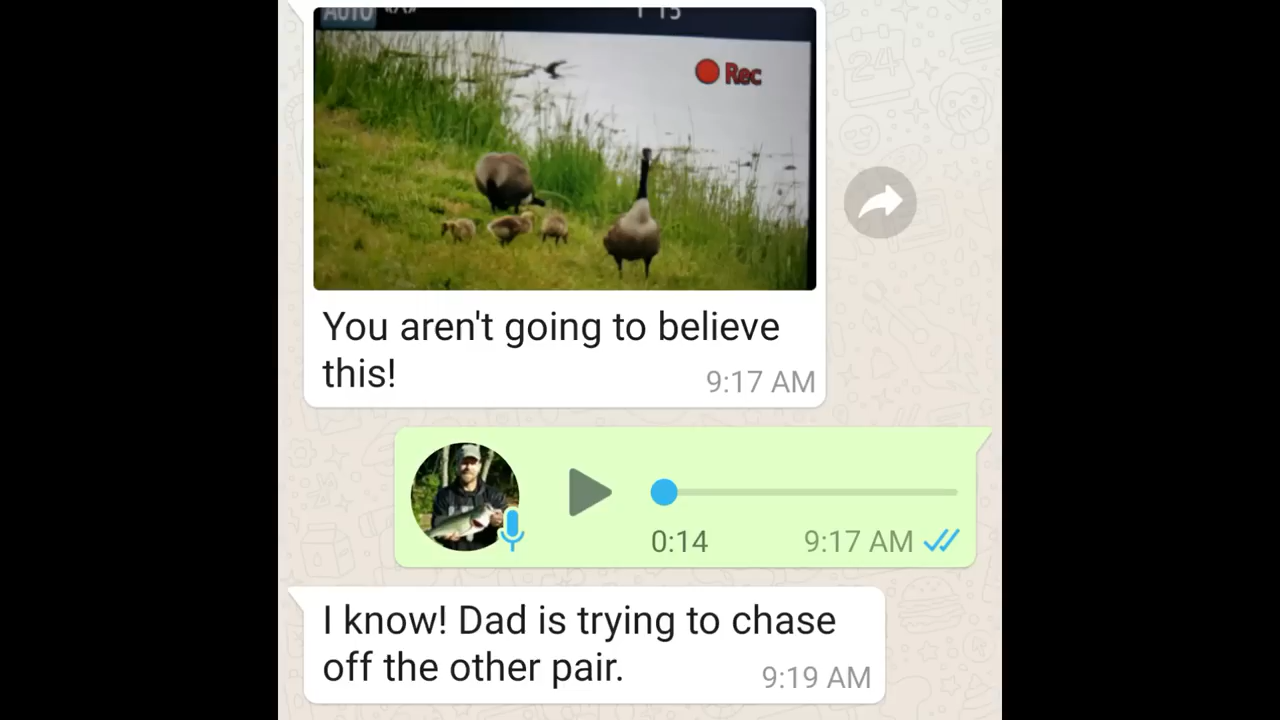 AUTO
Rec
You aren't going to believe
this!
9:17 AM
0:14
9:17 AM
I know! Dad is trying to chase
off the other pair.
9:19 AM